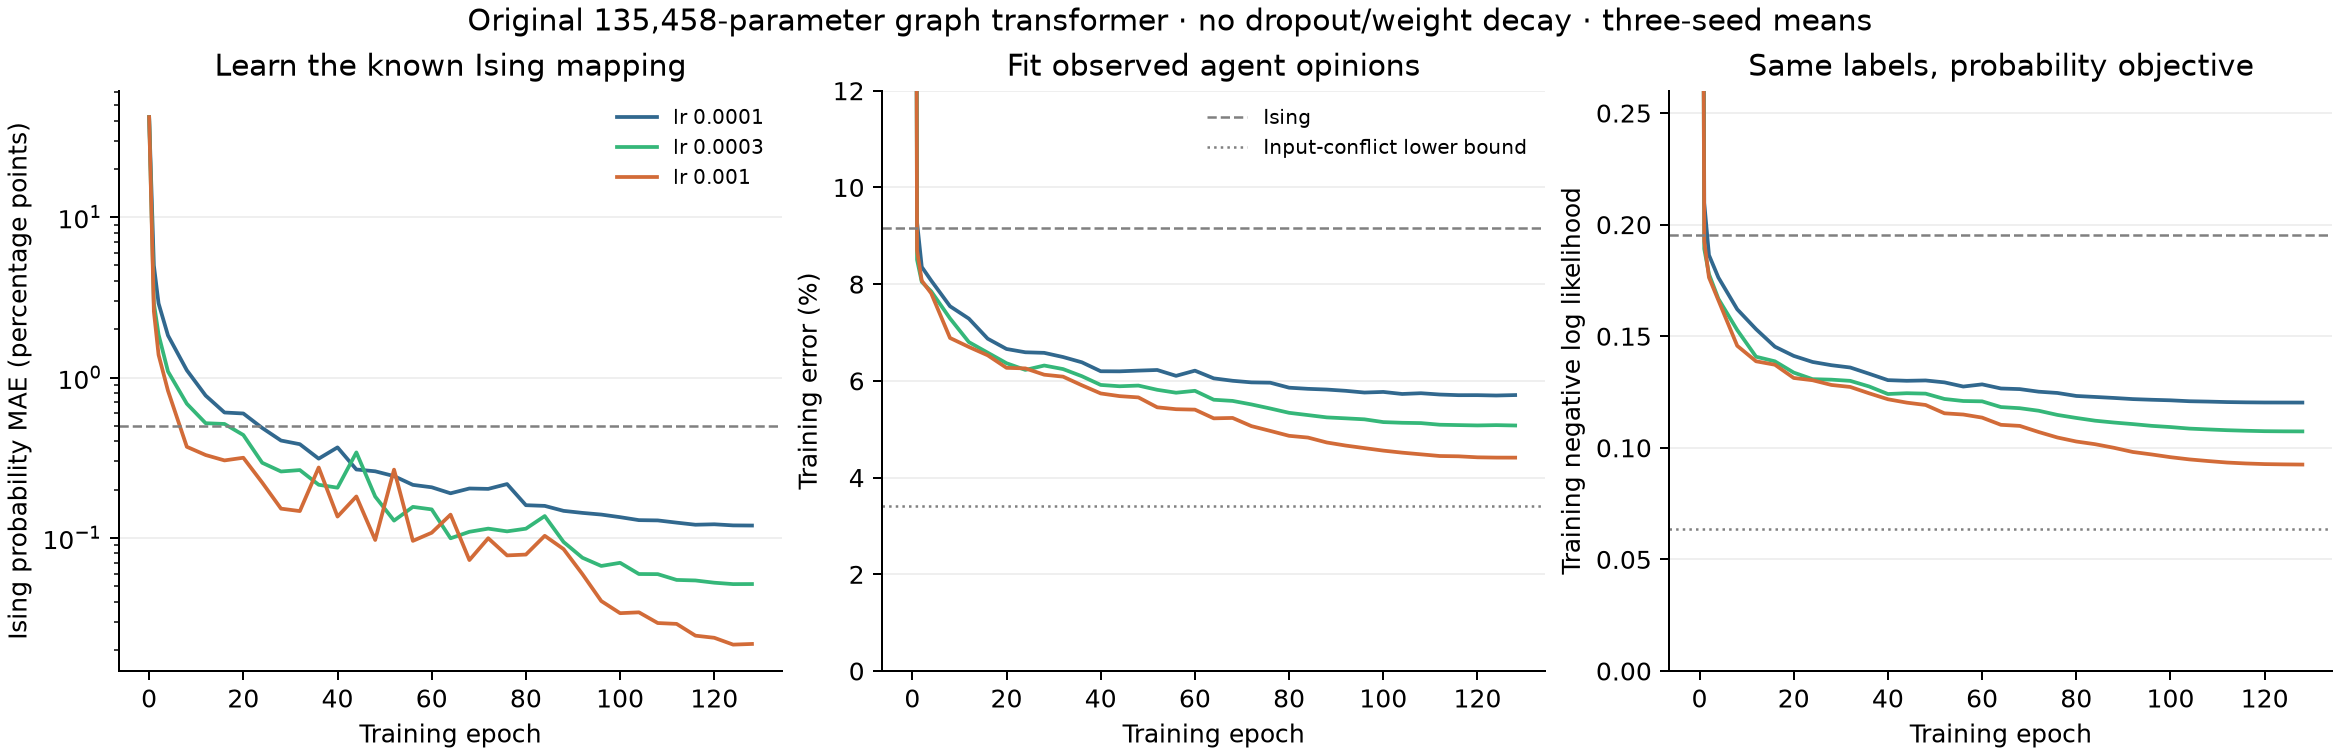 Original 135,458-parameter graph transformer · no dropout/weight decay · three-seed means
Learn the known Ising mapping
Ising probability MAE (percentage points)
10¹
10⁰
10⁻¹
lr 0.0001
lr 0.0003
lr 0.001
0 20 40 60 80 100 120
Training epoch
Fit observed agent opinions
Training error (%)
12
10
8
6
4
2
0
Ising
Input-conflict lower bound
0 20 40 60 80 100 120
Training epoch
Same labels, probability objective
Training negative log likelihood
0.25
0.20
0.15
0.10
0.05
0.00
0 20 40 60 80 100 120
Training epoch